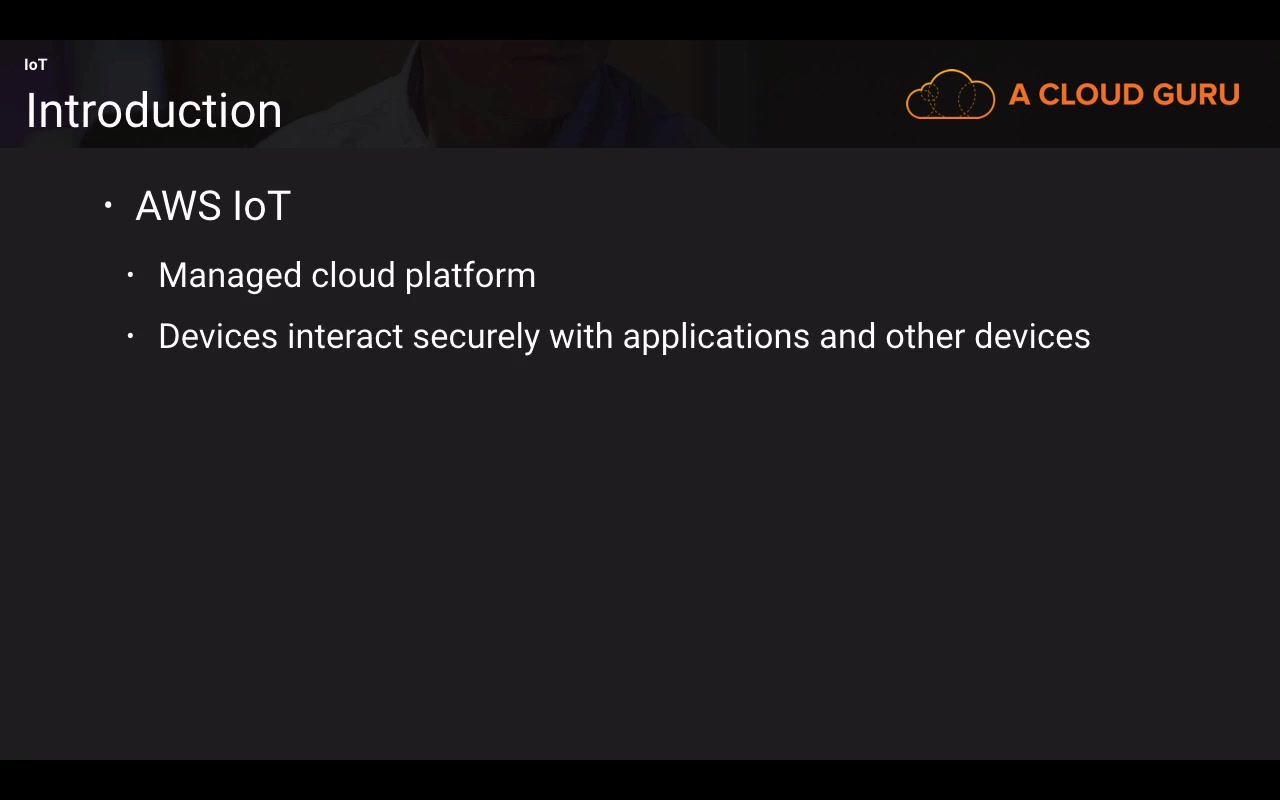 IoT
Introduction
A CLOUD GURU
• AWS IoT
• Managed cloud platform
• Devices interact securely with applications and other devices